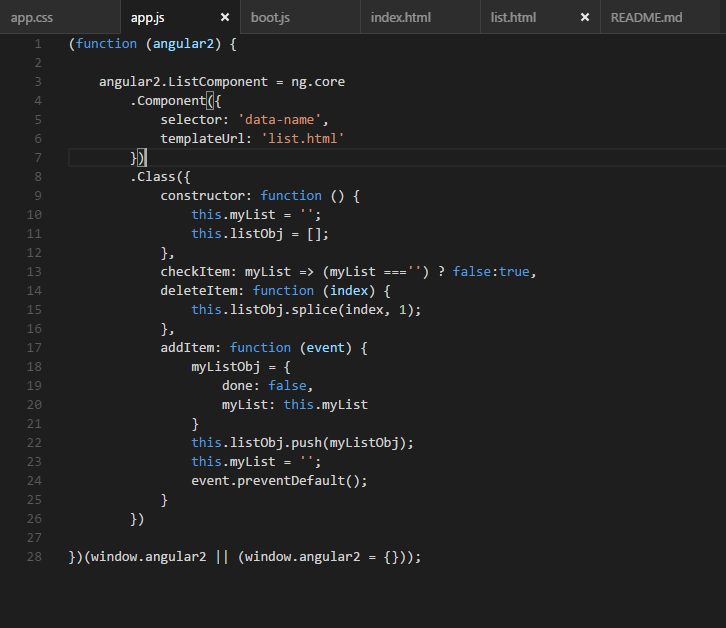 app.css app.js × boot.js index.html list.html × README.md
1 (function (angular2) {
2
3 angular2.ListComponent = ng.core
4 .Component({
5 selector: 'data-name',
6 templateUrl: 'list.html'
7 })
8 .Class({
9 constructor: function () {
10 this.myList = '';
11 this.listObj = [];
12 },
13 checkItem: myList => (myList ==='') ? false:true,
14 deleteItem: function (index) {
15 this.listObj.splice(index, 1);
16 },
17 addItem: function (event) {
18 myListObj = {
19 done: false,
20 myList: this.myList
21 }
22 this.listObj.push(myListObj);
23 this.myList = '';
24 event.preventDefault();
25 }
26 })
27
28 })(window.angular2 || (window.angular2 = {}));